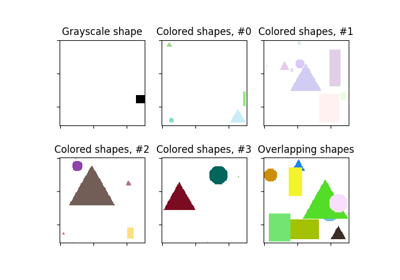 Grayscale shape
Colored shapes, #0
Colored shapes, #1
Colored shapes, #2
Colored shapes, #3
Overlapping shapes